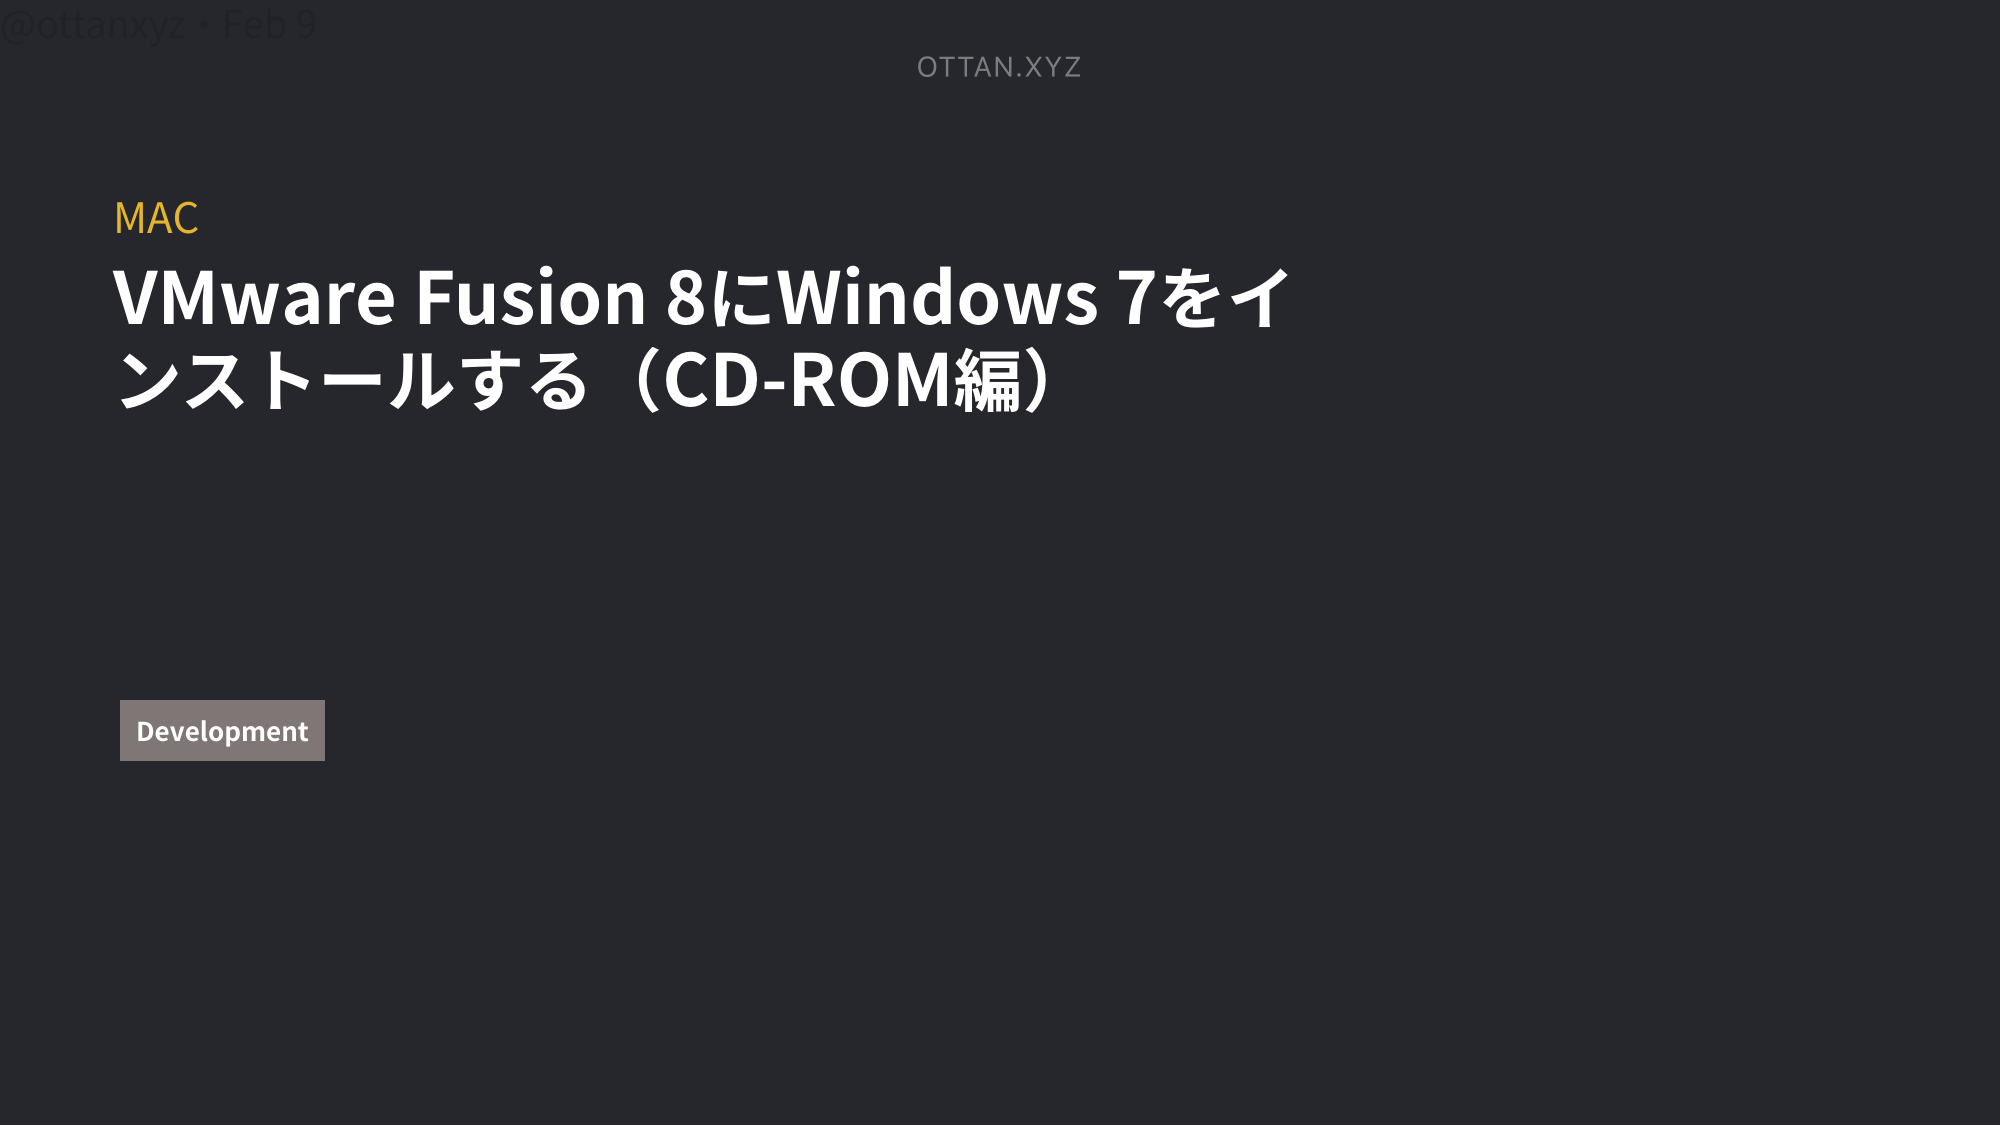 @ottanxyz・Feb 9
OTTAN.XYZ
MAC
VMware Fusion 8にWindows 7をイ
ンストールする（CD-ROM編）
Development